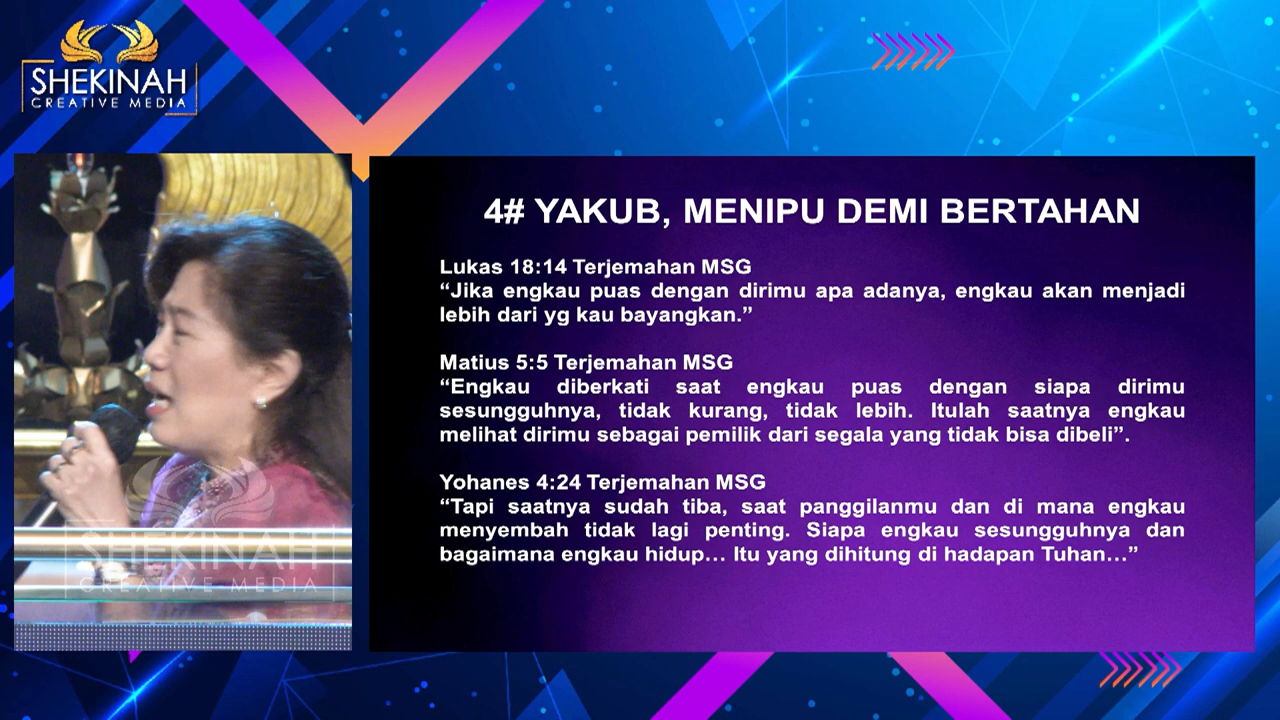 SHEKINAH
CREATIVE MEDIA
4# YAKUB, MENIPU DEMI BERTAHAN
Lukas 18:14 Terjemahan MSG
“Jika engkau puas dengan dirimu apa adanya, engkau akan menjadi
lebih dari yg kau bayangkan.”
Matius 5:5 Terjemahan MSG
“Engkau diberkati saat engkau puas dengan siapa dirimu
sesungguhnya, tidak kurang, tidak lebih. Itulah saatnya engkau
melihat dirimu sebagai pemilik dari segala yang tidak bisa dibeli”.
Yohanes 4:24 Terjemahan MSG
“Tapi saatnya sudah tiba, saat panggilanmu dan di mana engkau
menyembah tidak lagi penting. Siapa engkau sesungguhnya dan
bagaimana engkau hidup… Itu yang dihitung di hadapan Tuhan…”
SHEKINAH
CREATIVE MEDIA